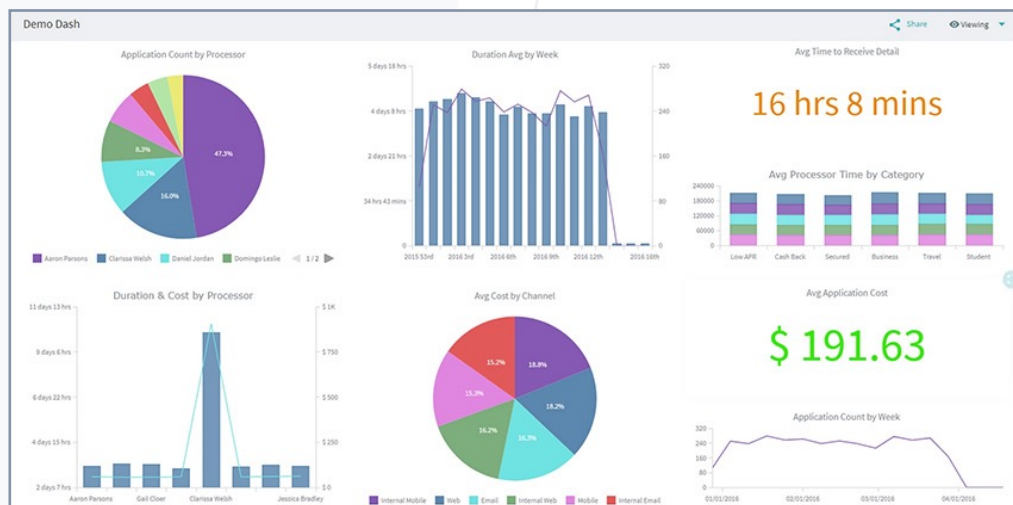 Demo Dash
Share
Viewing
Application Count by Processor
47.3%
16.0%
10.7%
8.3%
Aaron Parsons Clarissa Welsh Daniel Jordan Domingo Leslie 1/2
Duration Avg by Week
5 days 18 hrs
4 days 8 hrs
2 days 21 hrs
34 hrs 43 mins
0
320
240
160
80
0
2015 53rd 2016 3rd 2016 6th 2016 9th 2016 12th 2016 16th
Avg Time to Receive Detail
16 hrs 8 mins
Avg Processor Time by Category
240000
180000
120000
60000
0
Low APR Cash Back Secured Business Travel Student
Duration & Cost by Processor
11 days 13 hrs
9 days 6 hrs
6 days 22 hrs
4 days 15 hrs
2 days 7 hrs
$ 1K
$ 750
$ 500
$ 250
$ 0
Aaron Parsons Gail Cloer Clarissa Welsh Jessica Bradley
Avg Cost by Channel
18.8%
18.2%
16.3%
16.2%
15.3%
15.2%
Internal Mobile Web Email Internal Web Mobile Internal Email
Avg Application Cost
$ 191.63
Application Count by Week
320
240
160
80
0
01/01/2016 02/01/2016 03/01/2016 04/01/2016